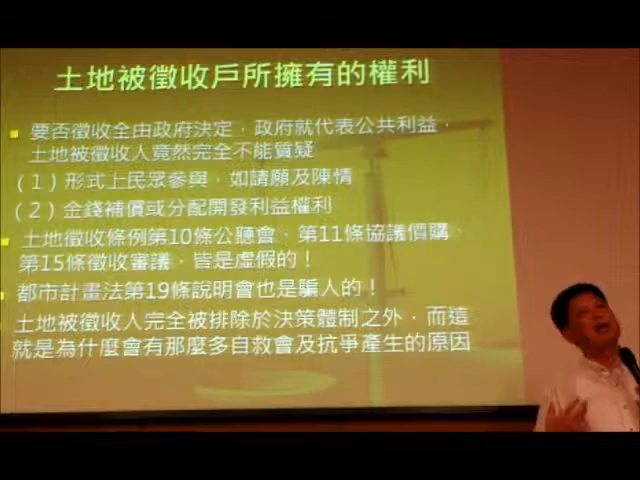 土地被徵收戶所擁有的權利
要否徵收全由政府決定，政府就代表公共利益，
土地被徵收人竟然完全不能質疑
（1）形式上民眾參與，如請願及陳情
（2）金錢補償或分配開發利益權利
土地徵收條例第10條公聽會、第11條協議價購、
第15條徵收審議，皆是虛假的！
都市計畫法第19條說明會也是騙人的！
土地被徵收人完全被排除於決策體制之外，而這
就是為什麼會有那麼多自救會及抗爭產生的原因